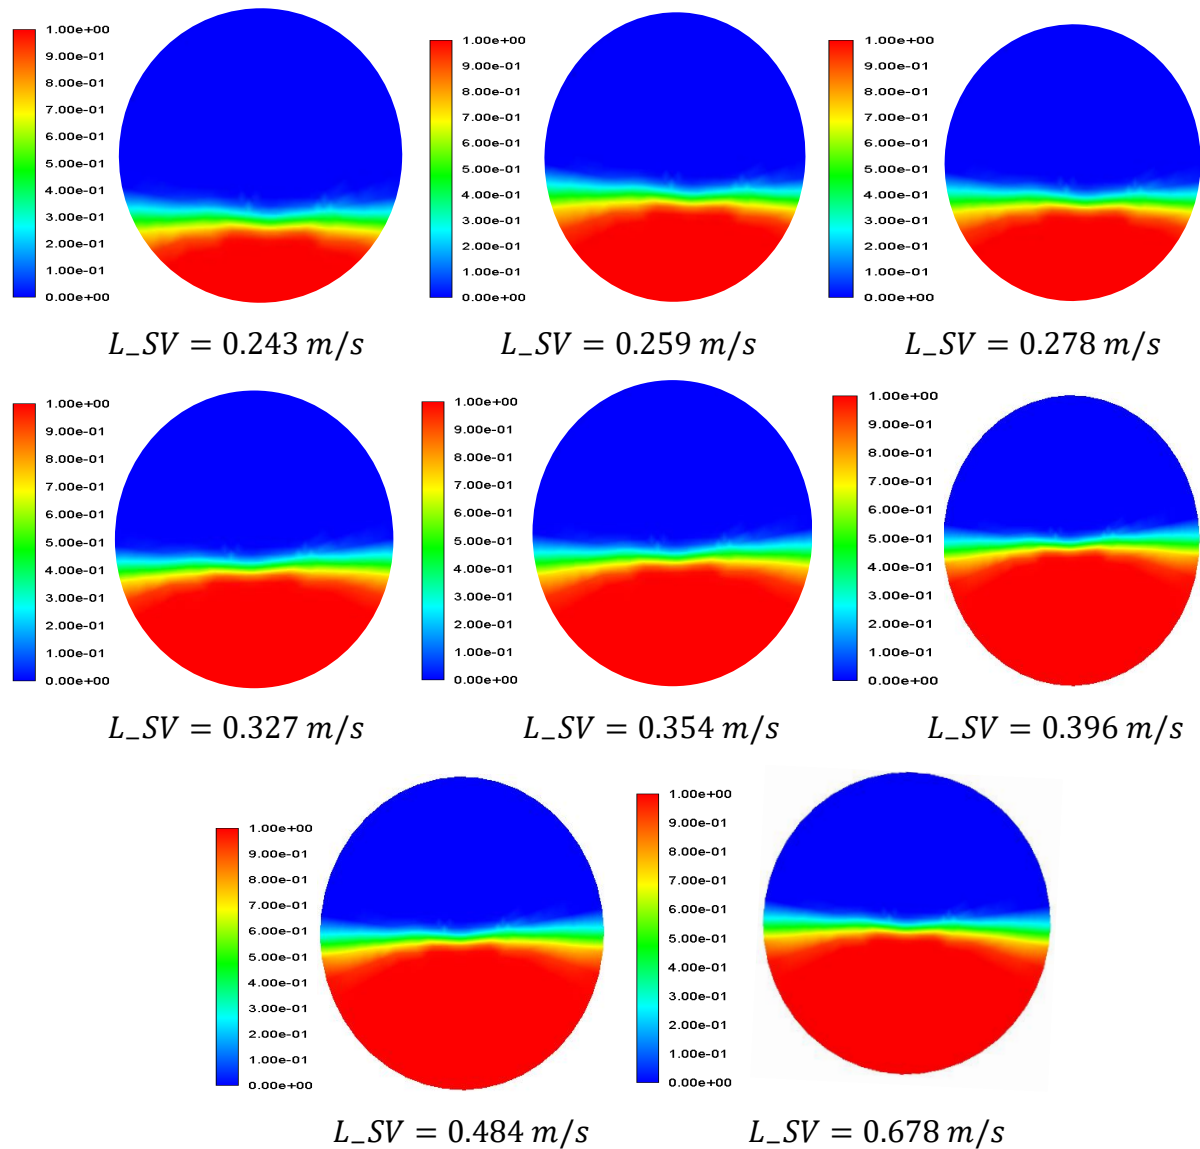 1.00e+00
9.00e-01
8.00e-01
7.00e-01
6.00e-01
5.00e-01
4.00e-01
3.00e-01
2.00e-01
1.00e-01
0.00e+00
1.00e+00
9.00e-01
8.00e-01
7.00e-01
6.00e-01
5.00e-01
4.00e-01
3.00e-01
2.00e-01
1.00e-01
0.00e+00
1.00e+00
9.00e-01
8.00e-01
7.00e-01
6.00e-01
5.00e-01
4.00e-01
3.00e-01
2.00e-01
1.00e-01
0.00e+00
L_SV = 0.243 m/s
L_SV = 0.259 m/s
L_SV = 0.278 m/s
1.00e+00
9.00e-01
8.00e-01
7.00e-01
6.00e-01
5.00e-01
4.00e-01
3.00e-01
2.00e-01
1.00e-01
0.00e+00
1.00e+00
9.00e-01
8.00e-01
7.00e-01
6.00e-01
5.00e-01
4.00e-01
3.00e-01
2.00e-01
1.00e-01
0.00e+00
1.00e+00
9.00e-01
8.00e-01
7.00e-01
6.00e-01
5.00e-01
4.00e-01
3.00e-01
2.00e-01
1.00e-01
0.00e+00
L_SV = 0.327 m/s
L_SV = 0.354 m/s
L_SV = 0.396 m/s
1.00e+00
9.00e-01
8.00e-01
7.00e-01
6.00e-01
5.00e-01
4.00e-01
3.00e-01
2.00e-01
1.00e-01
0.00e+00
1.00e+00
9.00e-01
8.00e-01
7.00e-01
6.00e-01
5.00e-01
4.00e-01
3.00e-01
2.00e-01
1.00e-01
0.00e+00
L_SV = 0.484 m/s
L_SV = 0.678 m/s